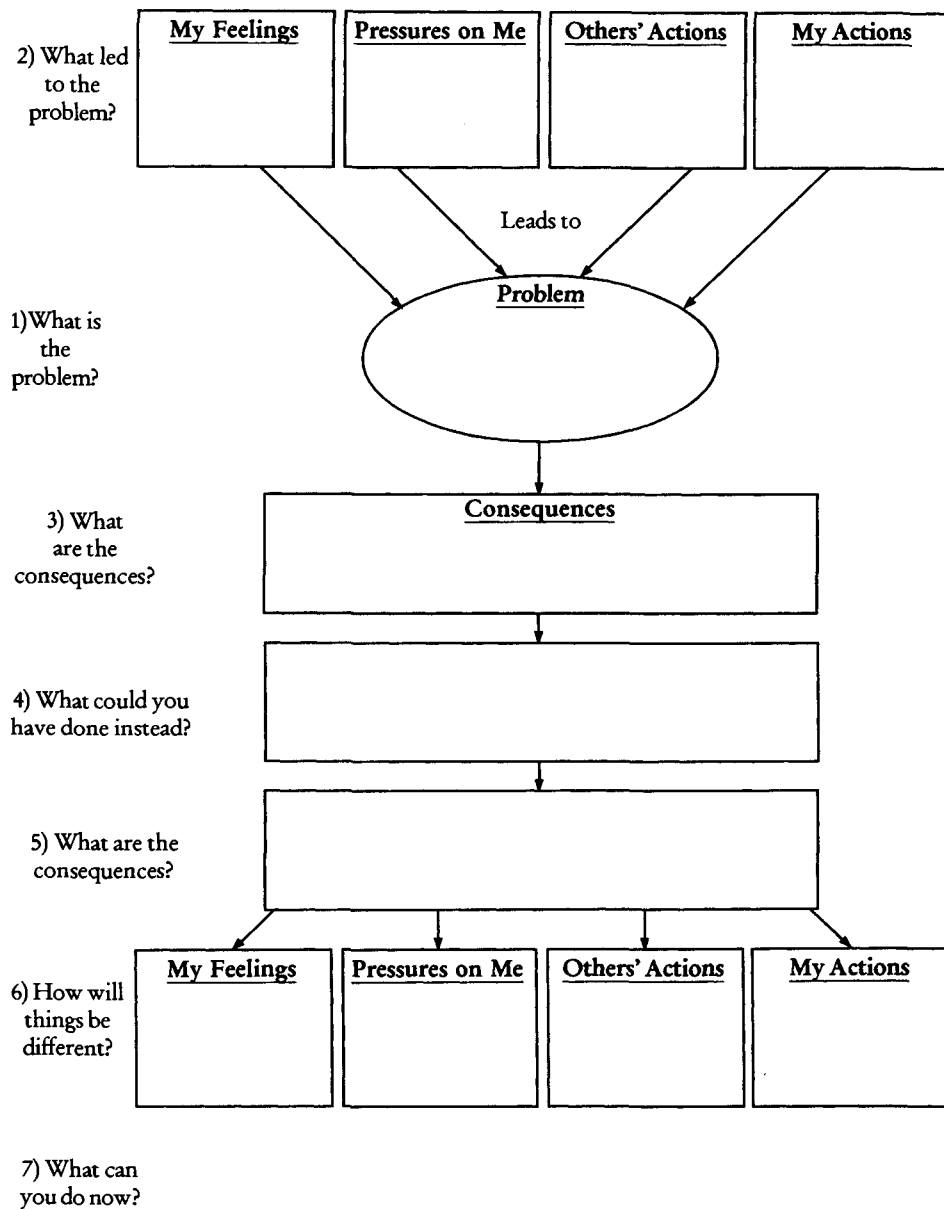 My Feelings
Pressures on Me
Others' Actions
My Actions
2) What led
to the
problem?
Leads to
Problem
1)What is
the
problem?
Consequences
3) What
are the
consequences?
4) What could you
have done instead?
5) What are the
consequences?
My Feelings
Pressures on Me
Others' Actions
My Actions
6) How will
things be
different?
7) What can
you do now?